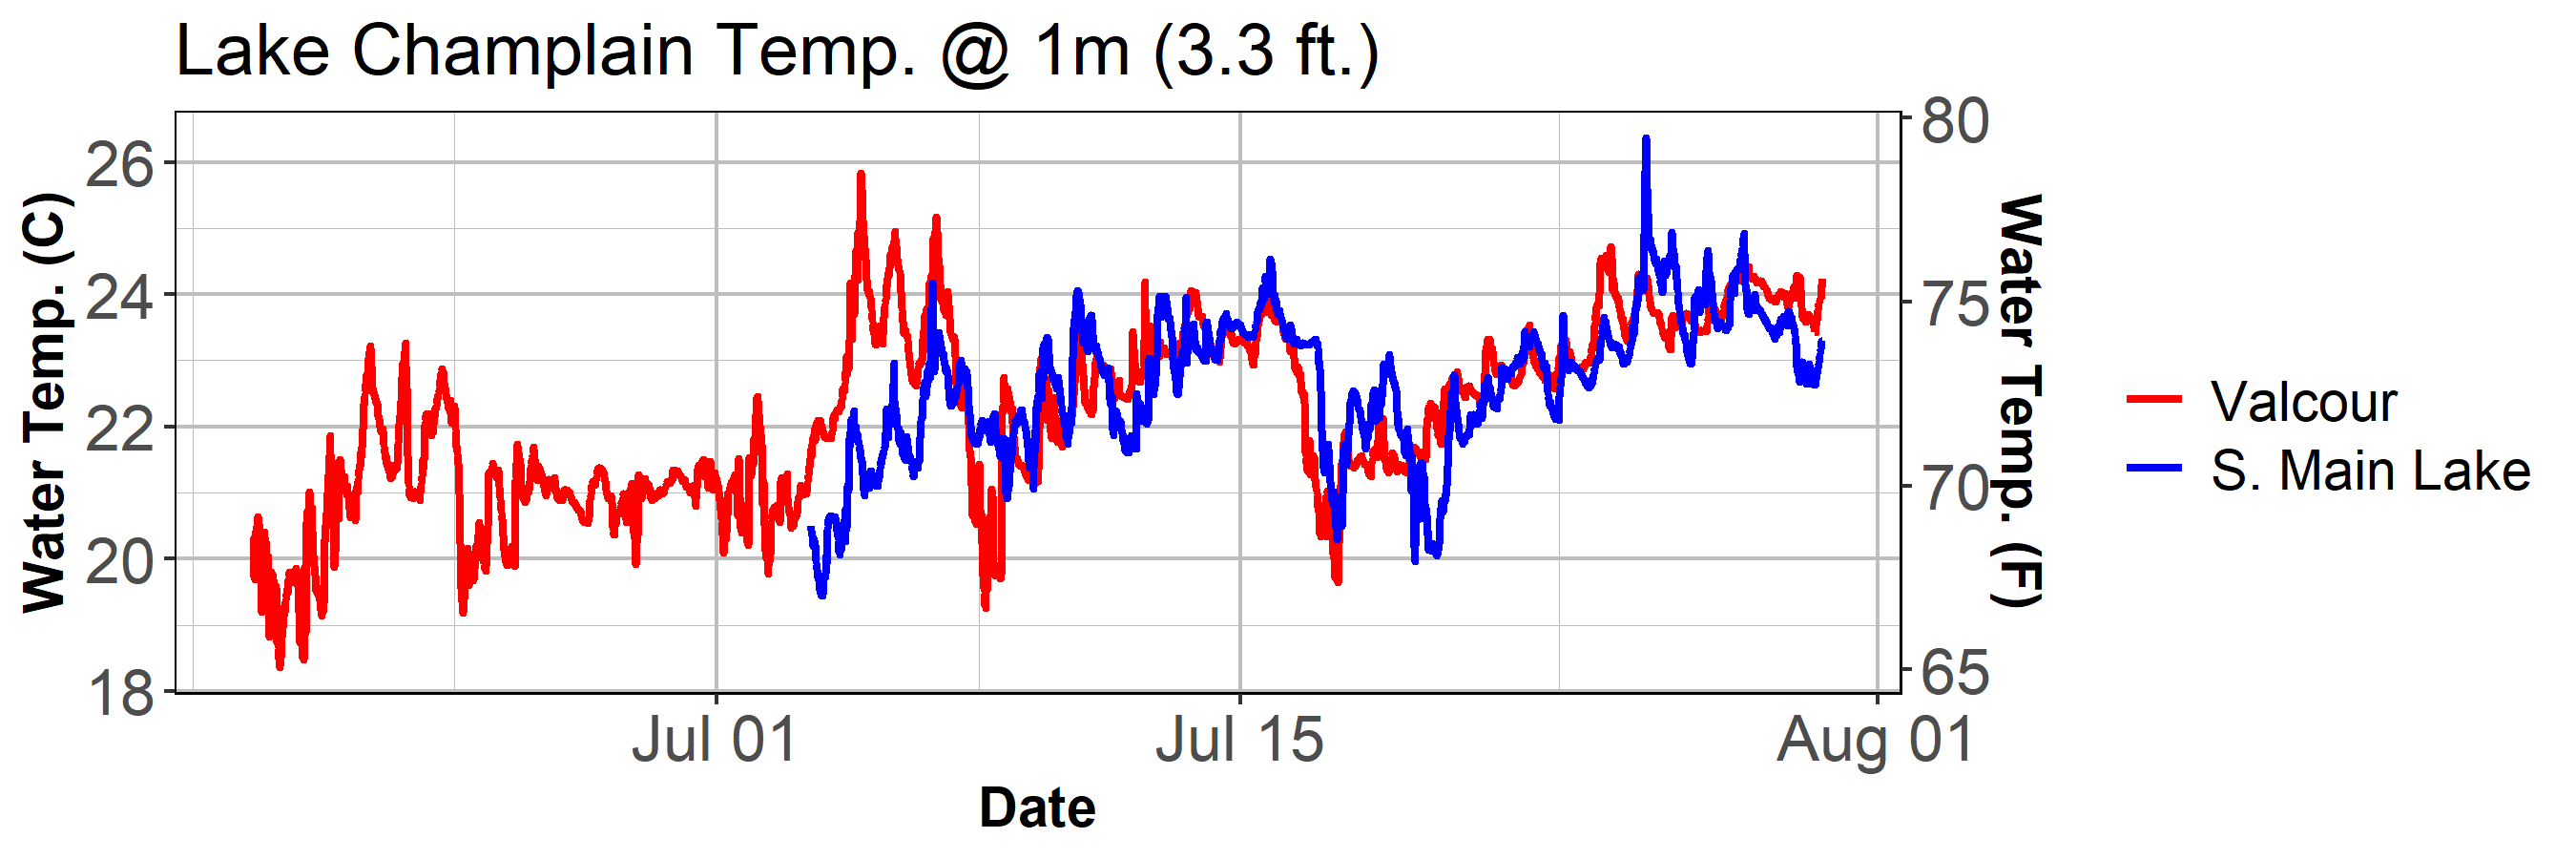 Lake Champlain Temp. @ 1m (3.3 ft.)
Water Temp. (C)
26
24
22
20
18
80
75
70
65
Water Temp. (F)
Jul 01
Jul 15
Aug 01
Date
Valcour
S. Main Lake